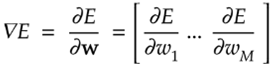 ∇E = ∂E/∂w = [ ∂E/∂w₁ ... ∂E/∂w_M ]